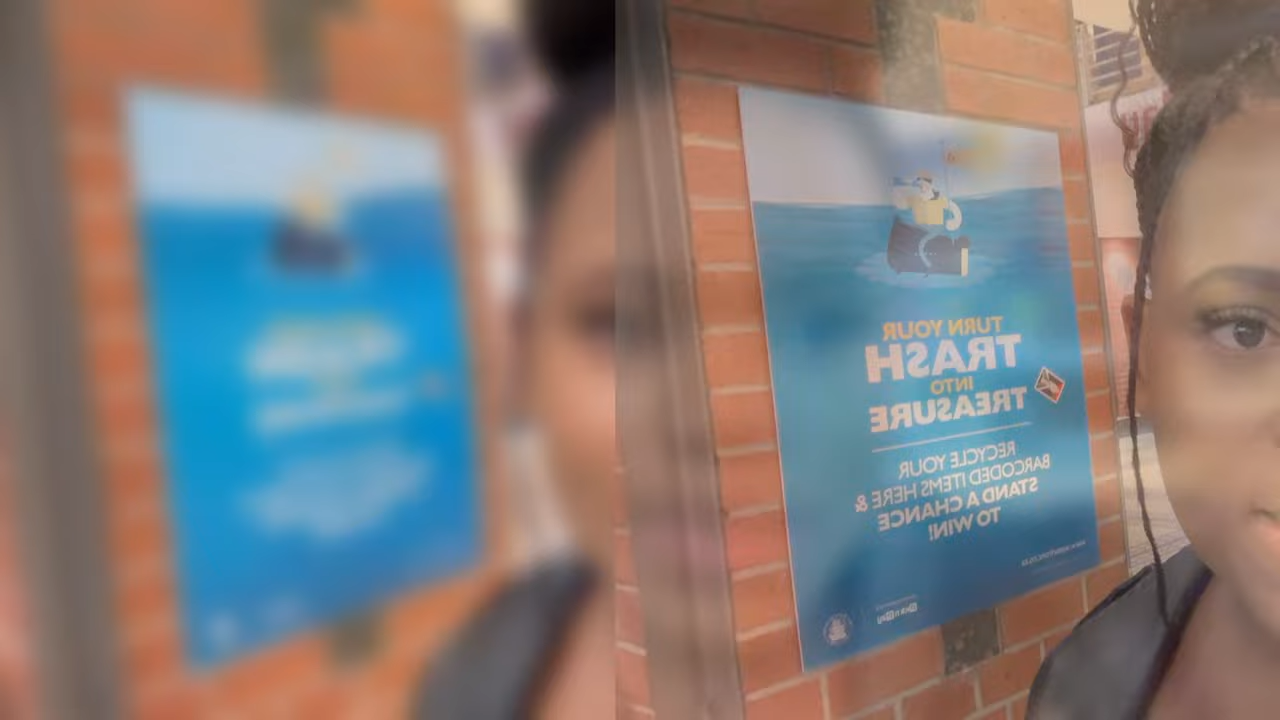 TURN YOUR
TRASH
INTO
TREASURE
RECYCLE YOUR
BARCODED ITEMS HERE &
STAND A CHANCE
TO WIN!